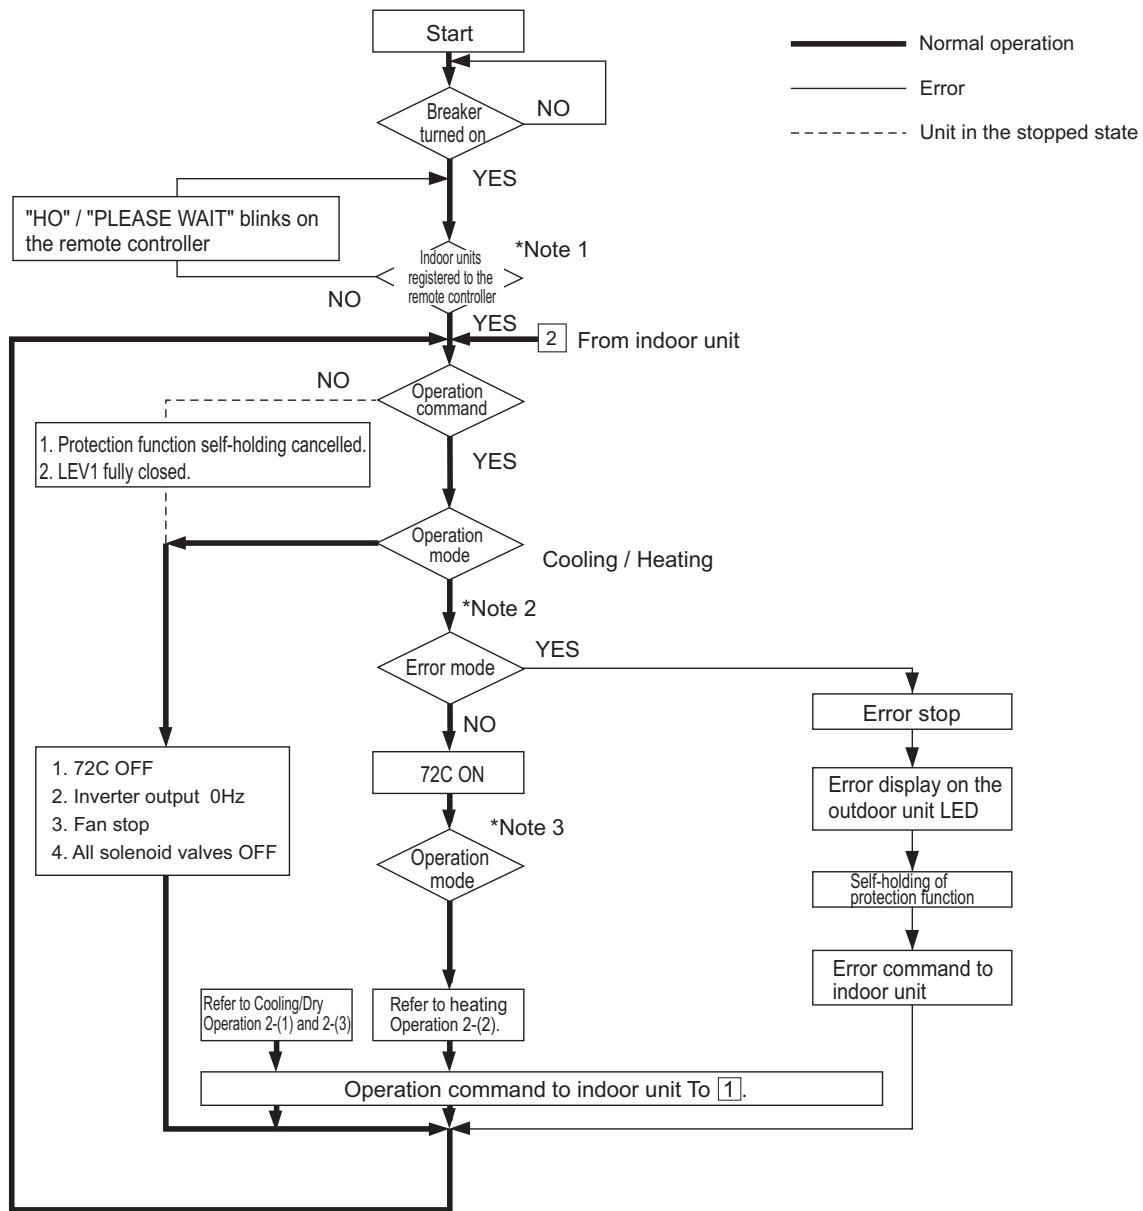 Start
Normal operation
Error
Unit in the stopped state
Breaker
turned on
NO
YES
"HO" / "PLEASE WAIT" blinks on
the remote controller
Indoor units
registered to the
remote controller
*Note 1
NO
YES
2 From indoor unit
NO
Operation
command
1. Protection function self-holding cancelled.
2. LEV1 fully closed.
YES
Operation
mode
Cooling / Heating
*Note 2
Error mode
YES
NO
Error stop
1. 72C OFF
2. Inverter output 0Hz
3. Fan stop
4. All solenoid valves OFF
72C ON
Error display on the
outdoor unit LED
*Note 3
Operation
mode
Self-holding of
protection function
Error command to
indoor unit
Refer to Cooling/Dry
Operation 2-(1) and 2-(3)
Refer to heating
Operation 2-(2).
Operation command to indoor unit To 1.